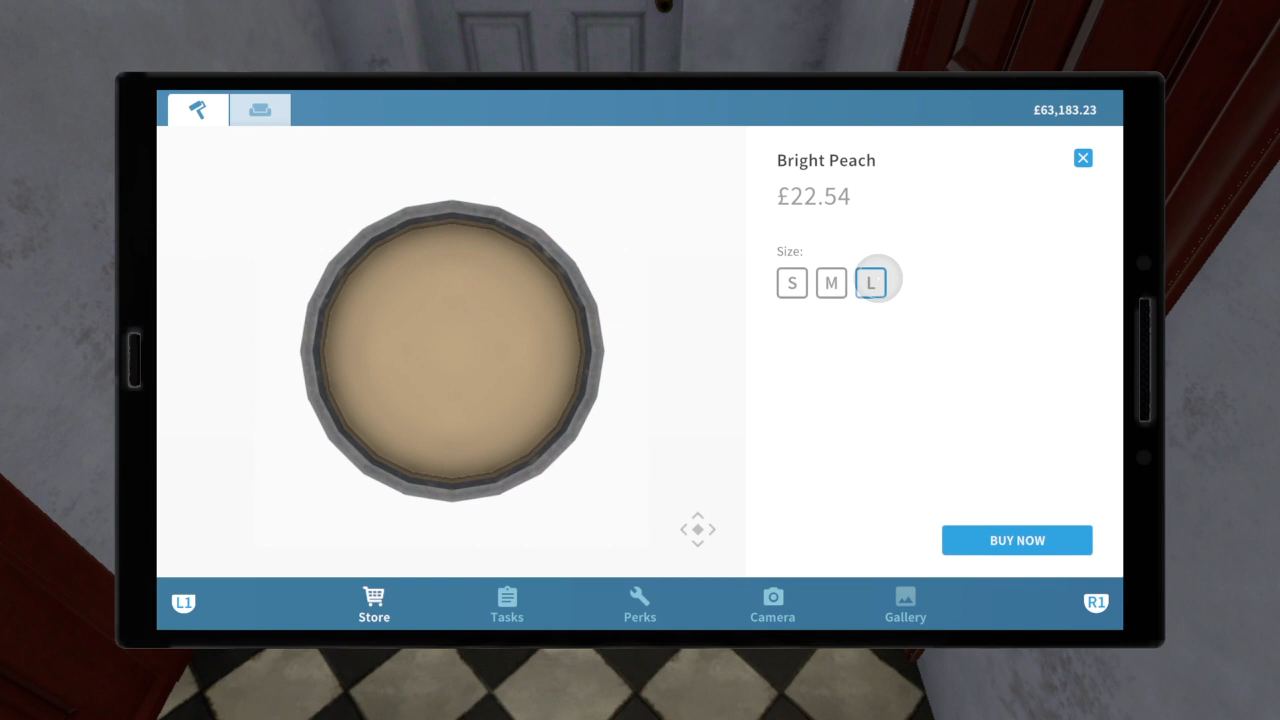 £63,183.23
Bright Peach
£22.54
Size:
S M L
BUY NOW
L1
Store
Tasks
Perks
Camera
Gallery
R1